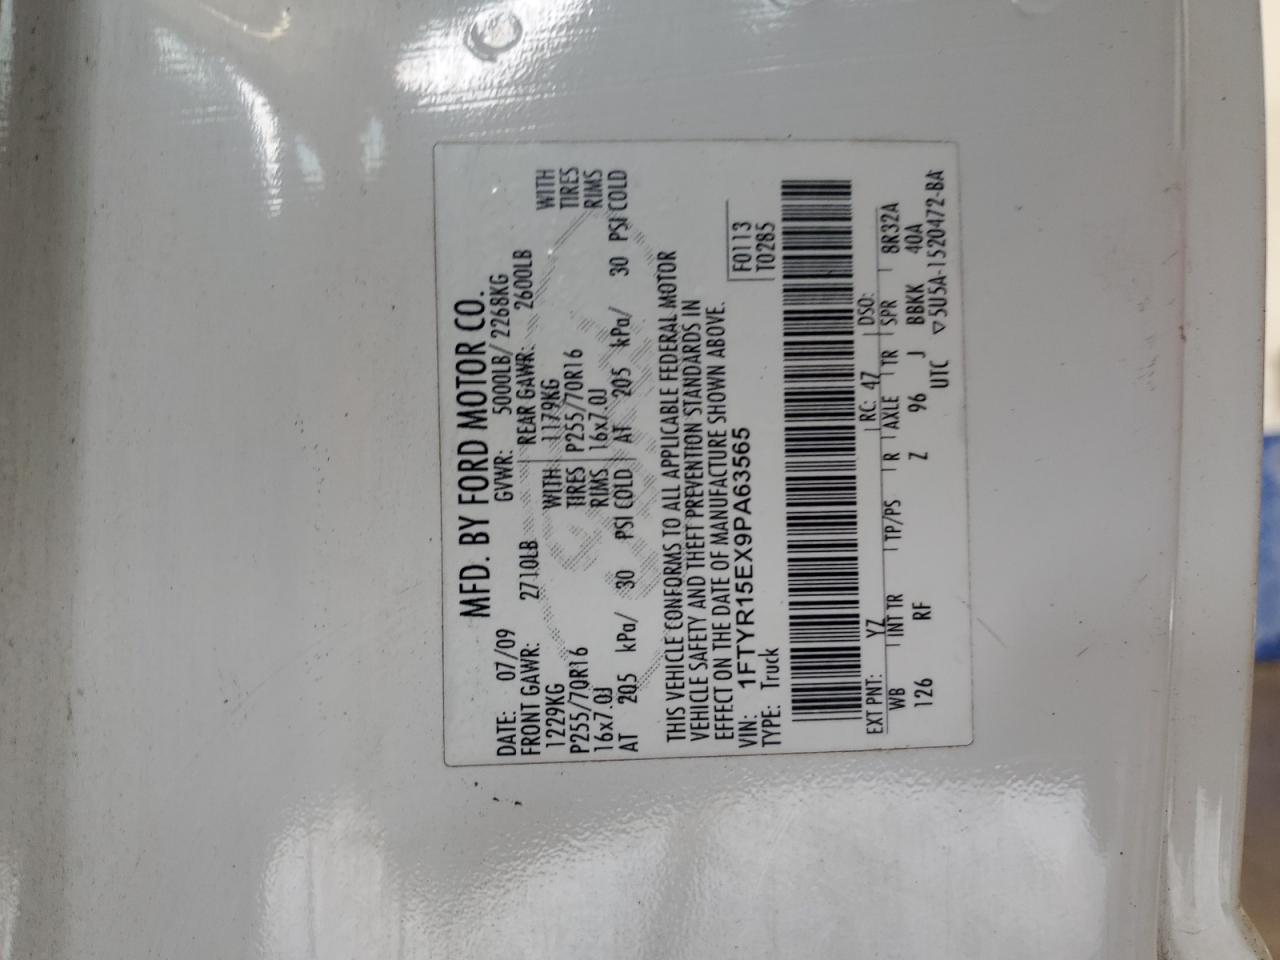 MFD. BY FORD MOTOR CO.
DATE: 07/09 GVWR: 5000LB/ 2268KG
FRONT GAWR: 2710LB REAR GAWR: 2600LB
1229KG WITH 1179KG WITH
P255/70R16 TIRES P255/70R16 TIRES
16x7.0J RIMS 16x7.0J RIMS
AT 205 kPa/ 30 PSI COLD AT 205 kPa/ 30 PSI COLD
THIS VEHICLE CONFORMS TO ALL APPLICABLE FEDERAL MOTOR
VEHICLE SAFETY AND THEFT PREVENTION STANDARDS IN
EFFECT ON THE DATE OF MANUFACTURE SHOWN ABOVE.
VIN: 1FTYR15EX9PA63565 F0113
TYPE: Truck T0285
EXT PNT: YZ RC: 47 DSO:
WB INT TR TP/PS R AXLE TR SPR 8R32A
126 RF Z 96 J BBKK 40A
UTC ▽5U5A-1520472-BA